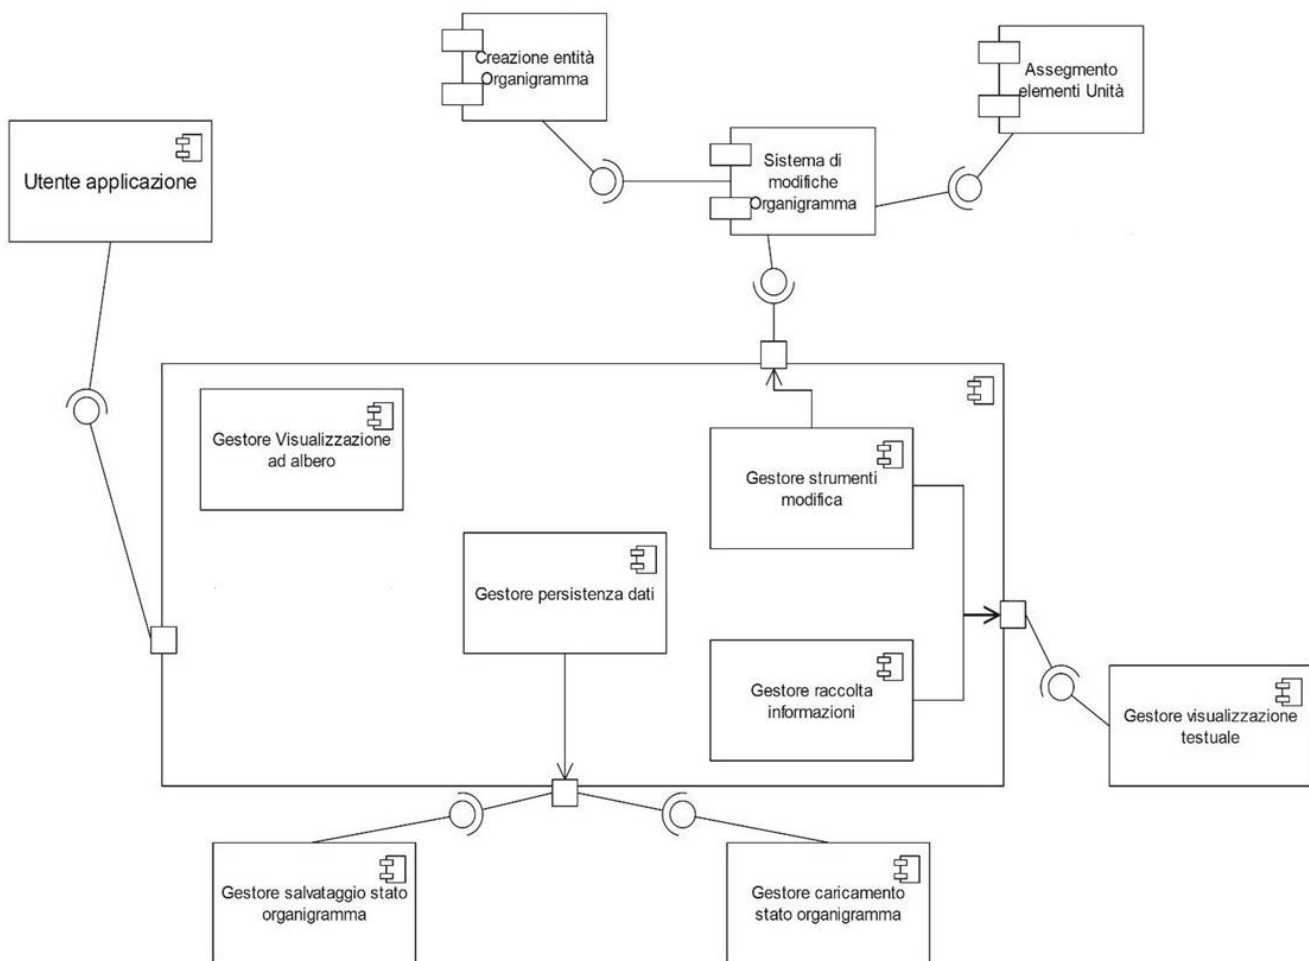 Creazione entità
Organigramma
Assegmento
elementi Unità
Utente applicazione
Sistema di
modifiche
Organigramma
Gestore Visualizzazione
ad albero
Gestore strumenti
modifica
Gestore persistenza dati
Gestore raccolta
informazioni
Gestore visualizzazione
testuale
Gestore salvataggio stato
organigramma
Gestore caricamento
stato organigramma